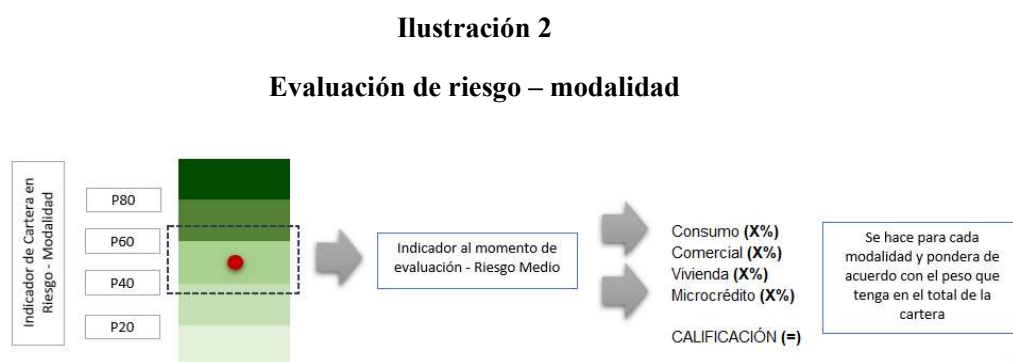 Ilustración 2
Evaluación de riesgo – modalidad
Indicador de Cartera en
Riesgo - Modalidad
P80
P60
P40
P20
Indicador al momento de
evaluación - Riesgo Medio
Consumo (X%)
Comercial (X%)
Vivienda (X%)
Microcrédito (X%)
CALIFICACIÓN (=)
Se hace para cada
modalidad y pondera de
acuerdo con el peso que
tenga en el total de la
cartera